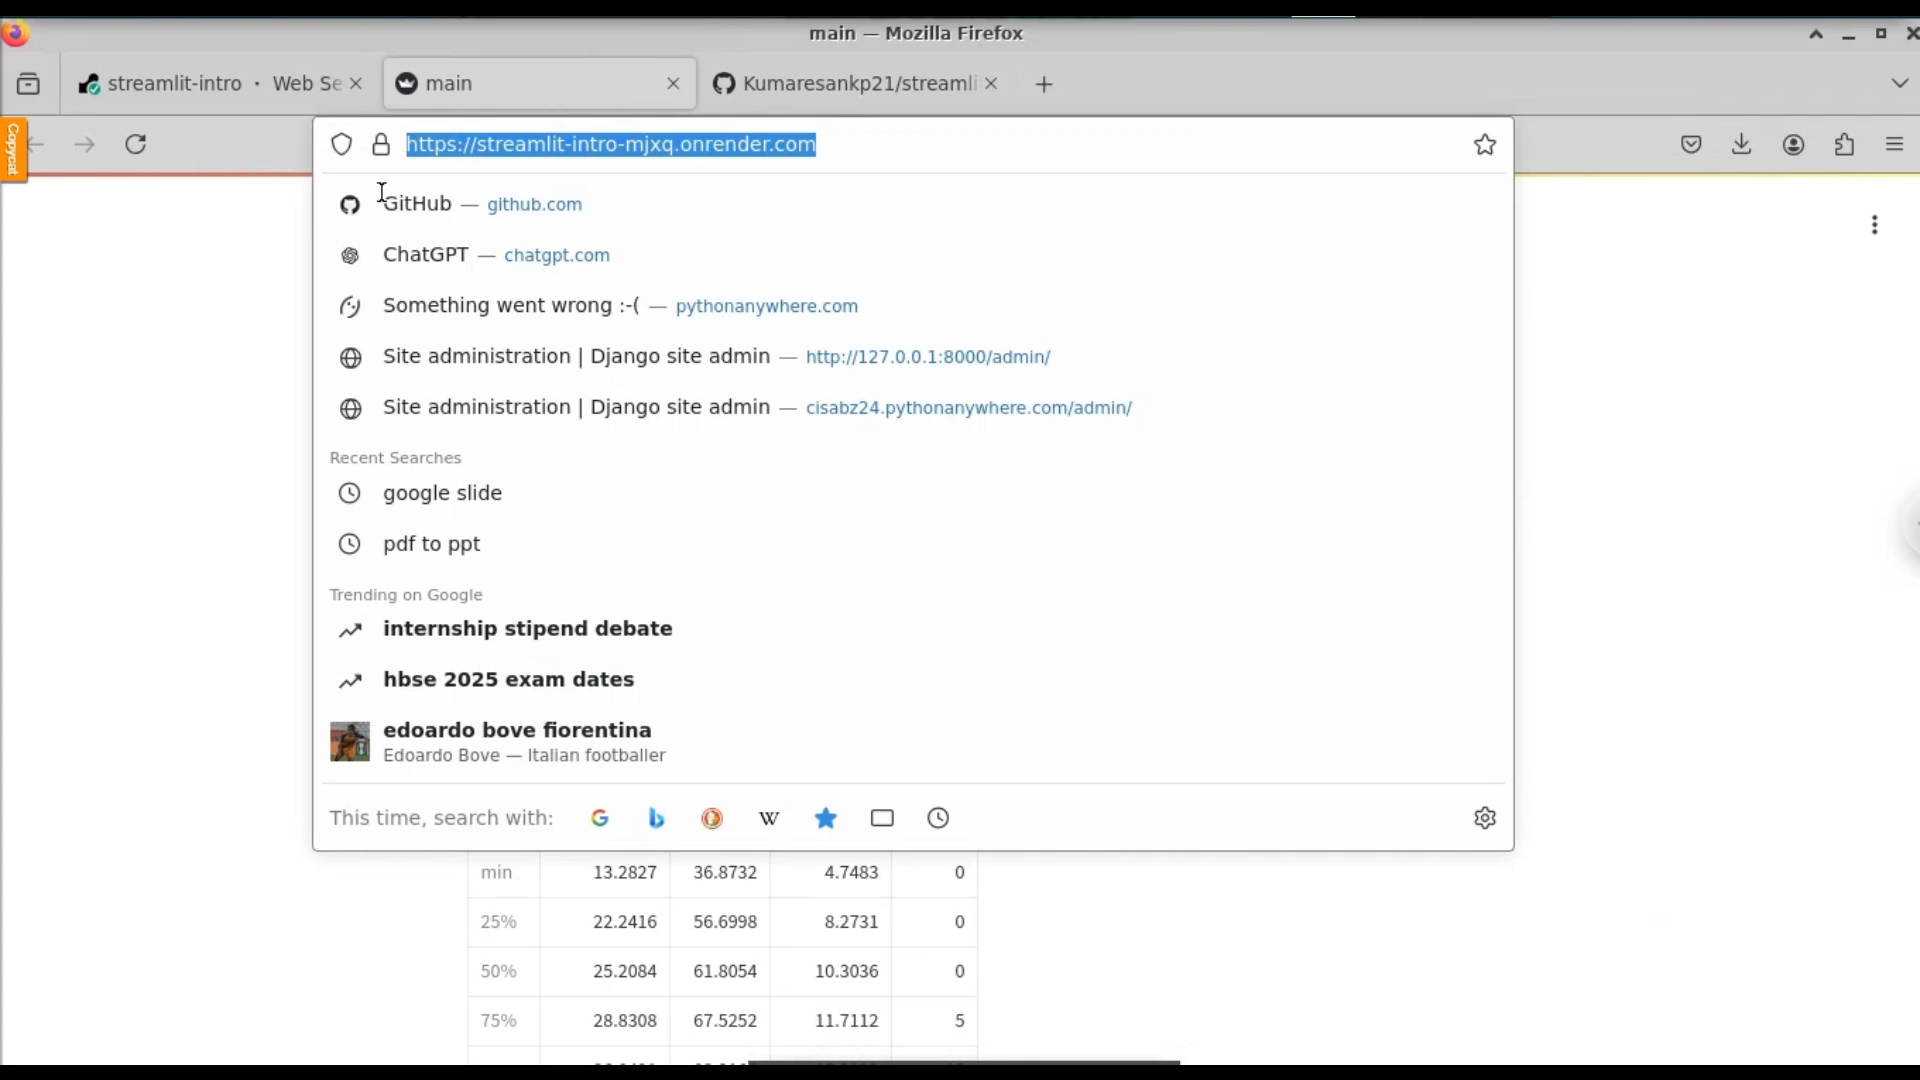 main — Mozilla Firefox
streamlit-intro · Web Se
main
Kumaresankp21/streamli
Copycat
https://streamlit-intro-mjxq.onrender.com
GitHub — github.com
ChatGPT — chatgpt.com
Something went wrong :-( — pythonanywhere.com
Site administration | Django site admin — http://127.0.0.1:8000/admin/
Site administration | Django site admin — cisabz24.pythonanywhere.com/admin/
Recent Searches
google slide
pdf to ppt
Trending on Google
internship stipend debate
hbse 2025 exam dates
edoardo bove fiorentina
Edoardo Bove — Italian footballer
This time, search with:
min 13.2827 36.8732 4.7483 0
25% 22.2416 56.6998 8.2731 0
50% 25.2084 61.8054 10.3036 0
75% 28.8308 67.5252 11.7112 5